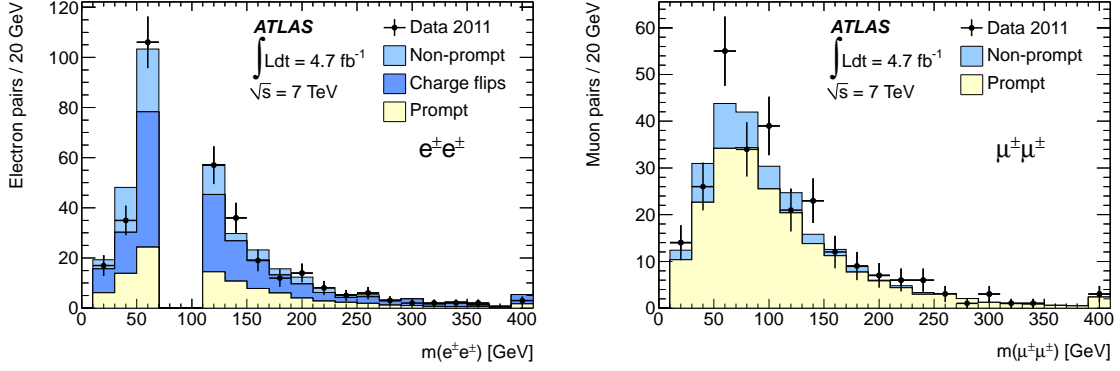 Electron pairs / 20 GeV
120
100
80
60
40
20
0
ATLAS
∫Ldt = 4.7 fb⁻¹
√s = 7 TeV
Data 2011
Non-prompt
Charge flips
Prompt
e±e±
0 50 100 150 200 250 300 350 400
m(e±e±) [GeV]
Muon pairs / 20 GeV
60
50
40
30
20
10
0
ATLAS
∫Ldt = 4.7 fb⁻¹
√s = 7 TeV
Data 2011
Non-prompt
Prompt
μ±μ±
0 50 100 150 200 250 300 350 400
m(μ±μ±) [GeV]